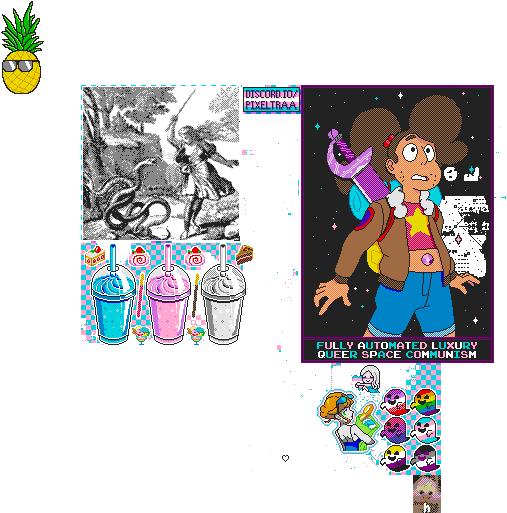 DISCORD.IO/
PIXELTRAA
FULLY AUTOMATED LUXURY
QUEER SPACE COMMUNISM